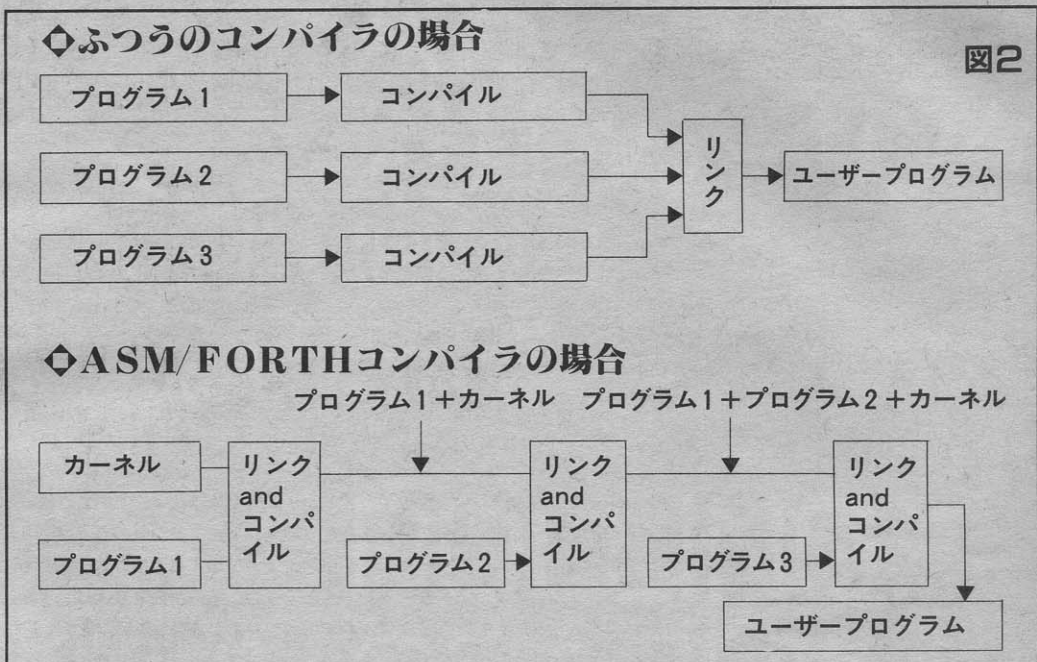 ◇ふつうのコンパイラの場合
図2
プログラム1
コンパイル
プログラム2
コンパイル
プログラム3
コンパイル
リンク
ユーザープログラム
◇ASM/FORTHコンパイラの場合
プログラム1+カーネル
プログラム1+プログラム2+カーネル
カーネル
プログラム1
リンク
and
コンパ
イル
プログラム2
リンク
and
コンパ
イル
プログラム3
リンク
and
コンパ
イル
ユーザープログラム